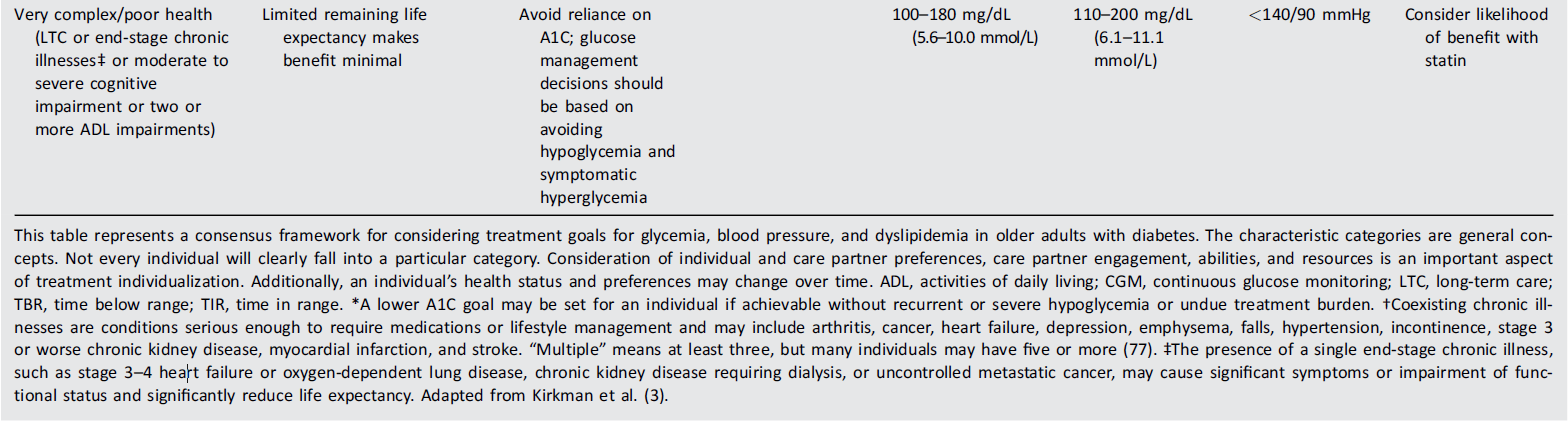 Very complex/poor health
(LTC or end-stage chronic
illnesses‡ or moderate to
severe cognitive
impairment or two or
more ADL impairments)
Limited remaining life
expectancy makes
benefit minimal
Avoid reliance on
A1C; glucose
management
decisions should
be based on
avoiding
hypoglycemia and
symptomatic
hyperglycemia
100–180 mg/dL
(5.6–10.0 mmol/L)
110–200 mg/dL
(6.1–11.1
mmol/L)
<140/90 mmHg
Consider likelihood
of benefit with
statin
This table represents a consensus framework for considering treatment goals for glycemia, blood pressure, and dyslipidemia in older adults with diabetes. The characteristic categories are general con-
cepts. Not every individual will clearly fall into a particular category. Consideration of individual and care partner preferences, care partner engagement, abilities, and resources is an important aspect
of treatment individualization. Additionally, an individual’s health status and preferences may change over time. ADL, activities of daily living; CGM, continuous glucose monitoring; LTC, long-term care;
TBR, time below range; TIR, time in range. *A lower A1C goal may be set for an individual if achievable without recurrent or severe hypoglycemia or undue treatment burden. †Coexisting chronic ill-
nesses are conditions serious enough to require medications or lifestyle management and may include arthritis, cancer, heart failure, depression, emphysema, falls, hypertension, incontinence, stage 3
or worse chronic kidney disease, myocardial infarction, and stroke. “Multiple” means at least three, but many individuals may have five or more (77). ‡The presence of a single end-stage chronic illness,
such as stage 3–4 heart failure or oxygen-dependent lung disease, chronic kidney disease requiring dialysis, or uncontrolled metastatic cancer, may cause significant symptoms or impairment of func-
tional status and significantly reduce life expectancy. Adapted from Kirkman et al. (3).